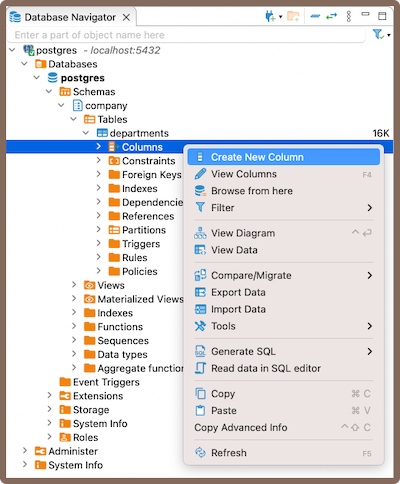 Database Navigator
Enter a part of object name here
postgres - localhost:5432
Databases
postgres
Schemas
company
Tables
departments 16K
Columns
Constraints
Foreign Keys
Indexes
Dependencie
References
Partitions
Triggers
Rules
Policies
Views
Materialized Views
Indexes
Functions
Sequences
Data types
Aggregate function
Event Triggers
Extensions
Storage
System Info
Roles
Administer
System Info
Create New Column
View Columns F4
Browse from here
Filter
View Diagram
View Data
Compare/Migrate
Export Data
Import Data
Tools
Generate SQL
Read data in SQL editor
Copy ⌘ C
Paste ⌘ V
Copy Advanced Info ^⇧ C
Refresh F5